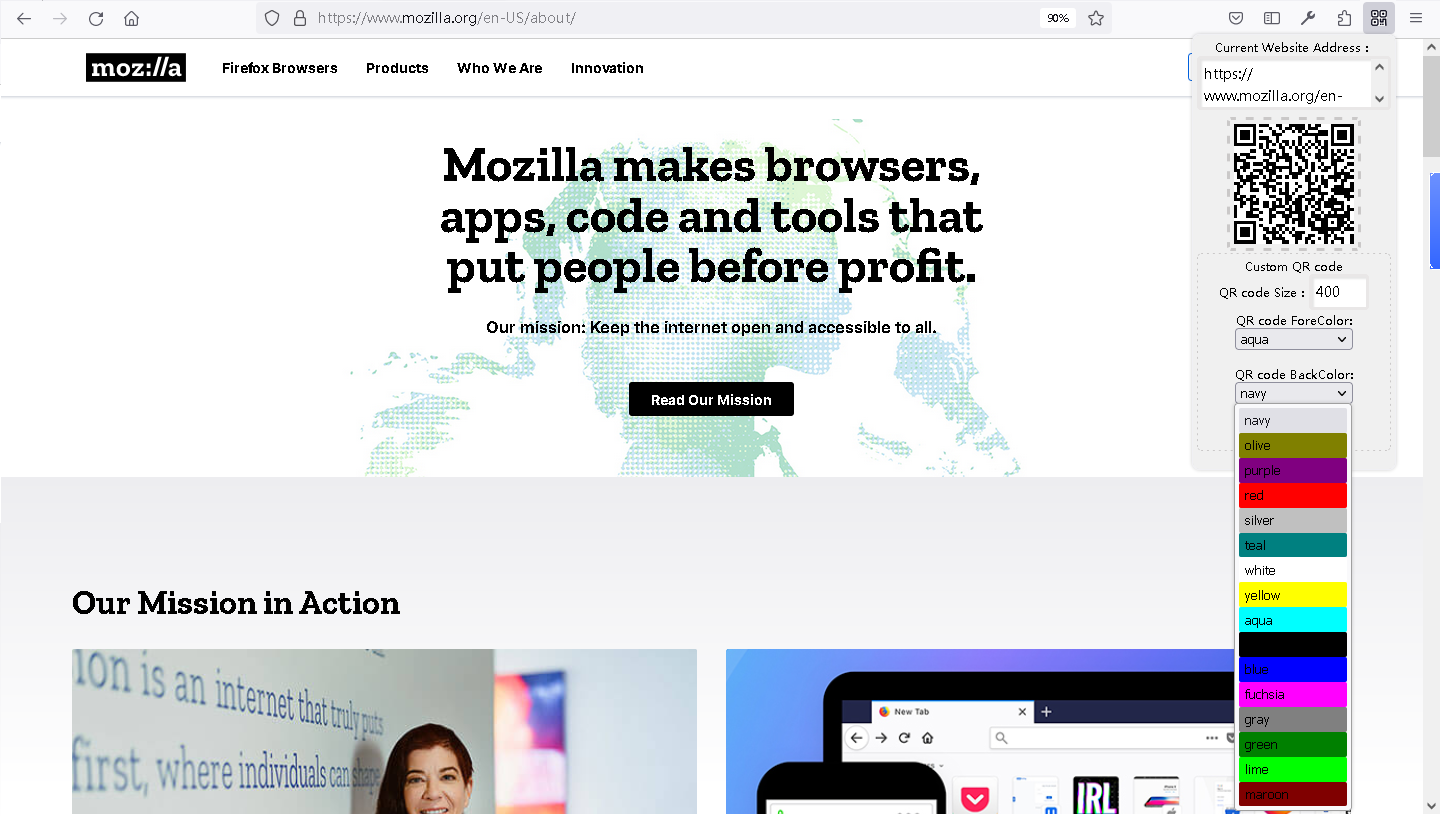 https://www.mozilla.org/en-US/about/
90%
moz://a
Firefox Browsers
Products
Who We Are
Innovation
Mozilla makes browsers,
apps, code and tools that
put people before profit.
Our mission: Keep the internet open and accessible to all.
Read Our Mission
Current Website Address :
https://
www.mozilla.org/en-
Custom QR code
QR code Size :
400
QR code ForeColor:
aqua
QR code BackColor:
navy
navy
olive
purple
red
silver
teal
white
yellow
aqua
blue
fuchsia
gray
green
lime
maroon
Our Mission in Action
ion is an internet that truly puts
first, where individuals can shape
New Tab
IRL